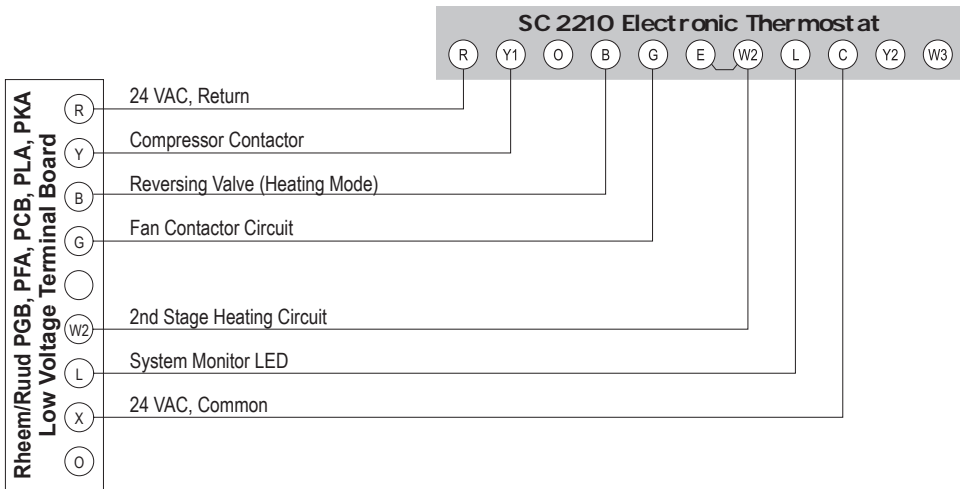 SC 2210 Electronic Thermostat
R Y1 O B G E W2 L C Y2 W3
Rheem/Ruud PGB, PFA, PCB, PLA, PKA
Low Voltage Terminal Board
R 24 VAC, Return
Y Compressor Contactor
B Reversing Valve (Heating Mode)
G Fan Contactor Circuit
W2 2nd Stage Heating Circuit
L System Monitor LED
X 24 VAC, Common
O